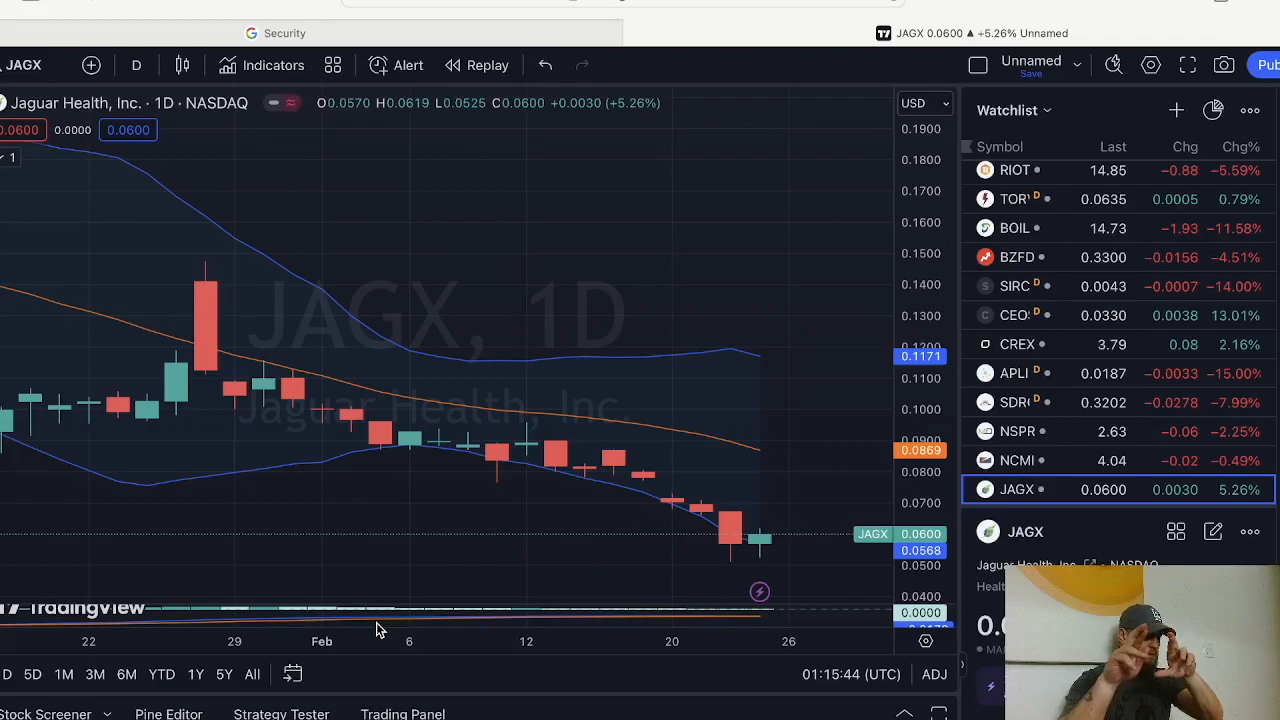 Security
JAGX 0.0600 ▲ +5.26% Unnamed
JAGX
D
Indicators
Alert
Replay
Unnamed
Save
Jaguar Health, Inc. · 1D · NASDAQ
O0.0570 H0.0619 L0.0525 C0.0600 +0.0030 (+5.26%)
0.0600 0.0000 0.0600
1
USD
0.1900
0.1800
0.1700
0.1600
0.1500
0.1400
0.1300
0.1171
0.1100
0.1000
0.0900
0.0869
0.0800
0.0700
JAGX 0.0600
0.0568
0.0500
0.0400
0.0000
JAGX, 1D
Jaguar Health, Inc.
TradingView
22 29 Feb 6 12 20 26
D 5D 1M 3M 6M YTD 1Y 5Y All
01:15:44 (UTC) ADJ
Stock Screener Pine Editor Strategy Tester Trading Panel
Watchlist
Symbol Last Chg Chg%
RIOT 14.85 −0.88 −5.59%
TOR D 0.0635 0.0005 0.79%
BOIL 14.73 −1.93 −11.58%
BZFD 0.3300 −0.0156 −4.51%
SIRC D 0.0043 −0.0007 −14.00%
CEO D 0.0330 0.0038 13.01%
CREX 3.79 0.08 2.16%
APLI D 0.0187 −0.0033 −15.00%
SDR D 0.3202 −0.0278 −7.99%
NSPR 2.63 −0.06 −2.25%
NCMI 4.04 −0.02 −0.49%
JAGX 0.0600 0.0030 5.26%
JAGX
Jaguar Health, Inc. NASDAQ